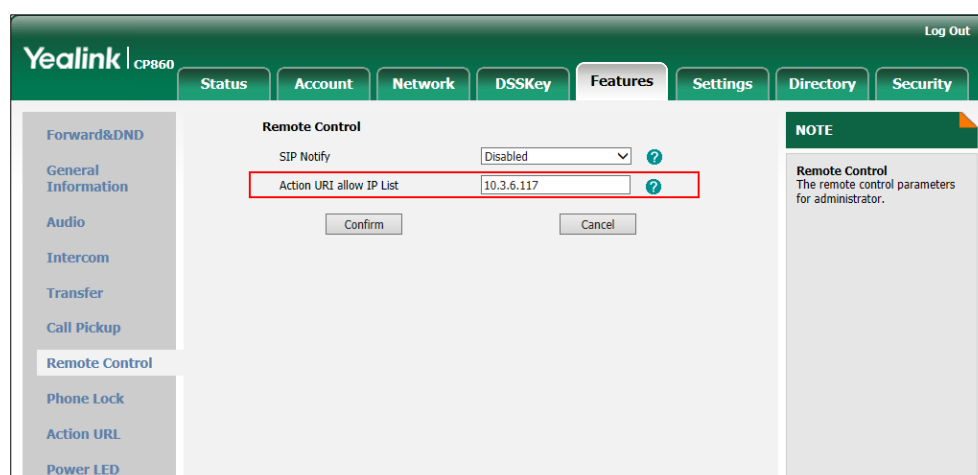 Log Out
Yealink | CP860
Status Account Network DSSKey Features Settings Directory Security
Forward&DND
General
Information
Audio
Intercom
Transfer
Call Pickup
Remote Control
Phone Lock
Action URL
Power LED
Remote Control
SIP Notify Disabled ?
Action URI allow IP List 10.3.6.117 ?
Confirm Cancel
NOTE
Remote Control
The remote control parameters
for administrator.